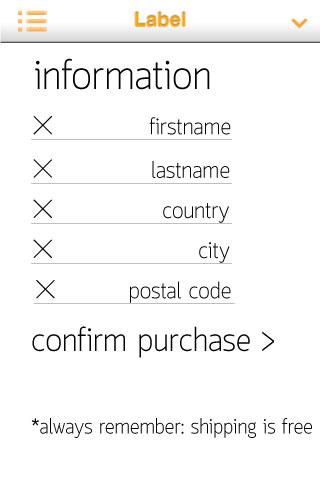 Label
information
firstname
lastname
country
city
postal code
confirm purchase >
*always remember: shipping is free